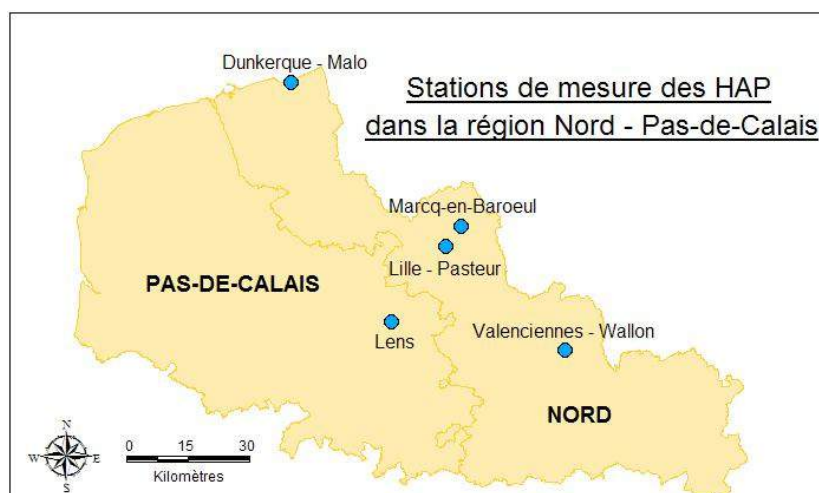 Dunkerque - Malo
Stations de mesure des HAP
dans la région Nord - Pas-de-Calais
Marcq-en-Baroeul
Lille - Pasteur
PAS-DE-CALAIS
Valenciennes - Wallon
Lens
NORD
N
W E
S
0 15 30
Kilomètres